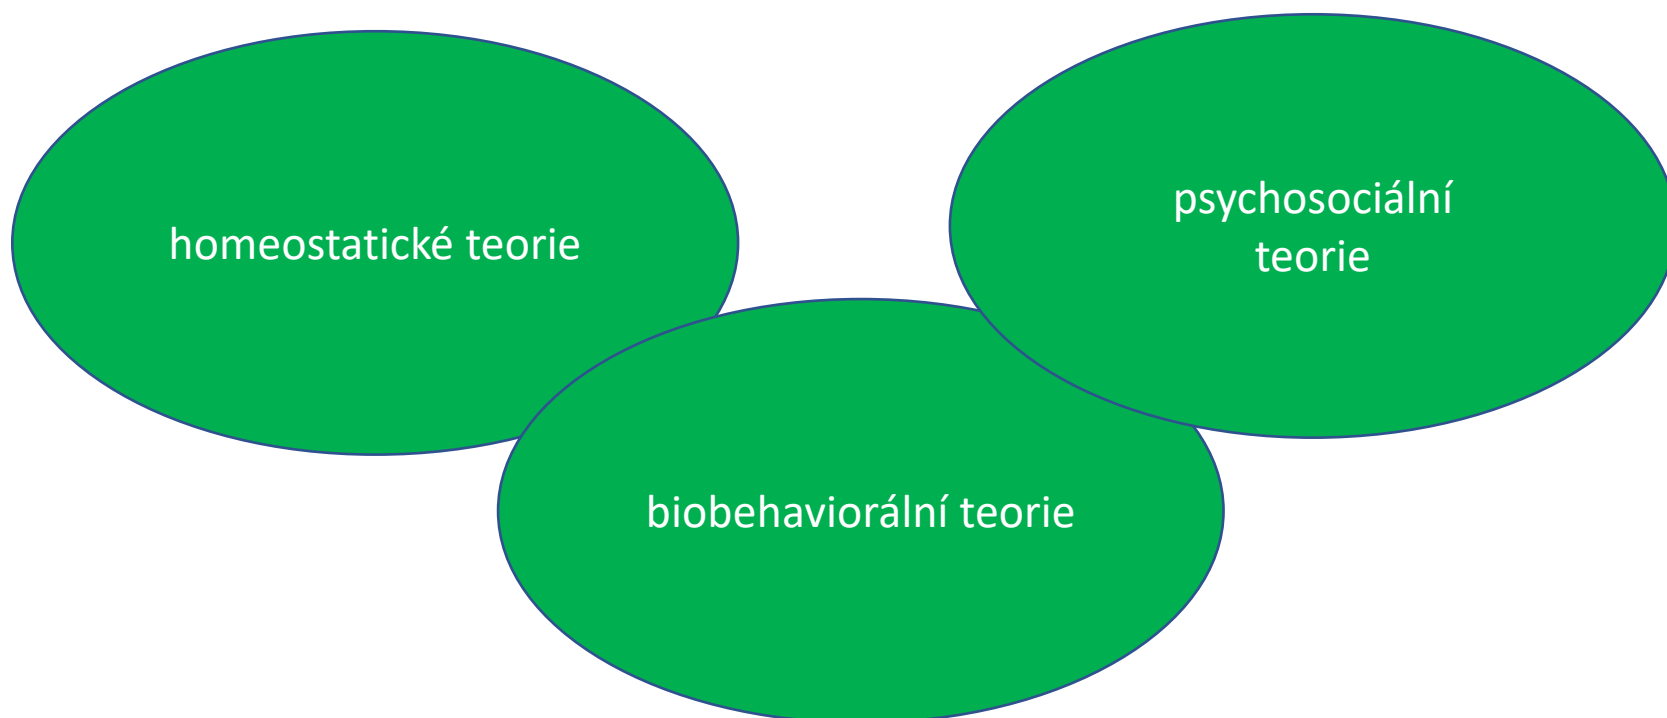 homeostatické teorie
psychosociální
teorie
biobehaviorální teorie